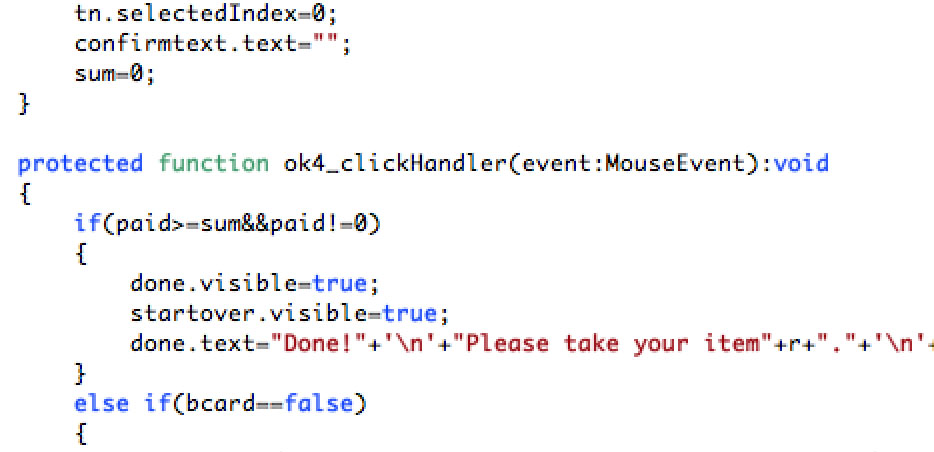 tn.selectedIndex=0;
confirmtext.text="";
sum=0;
}
protected function ok4_clickHandler(event:MouseEvent):void
{
if(paid>=sum&&paid!=0)
{
done.visible=true;
startover.visible=true;
done.text="Done!"+'\n'+"Please take your item"+r+"."+'\n'+
}
else if(bcard==false)
{